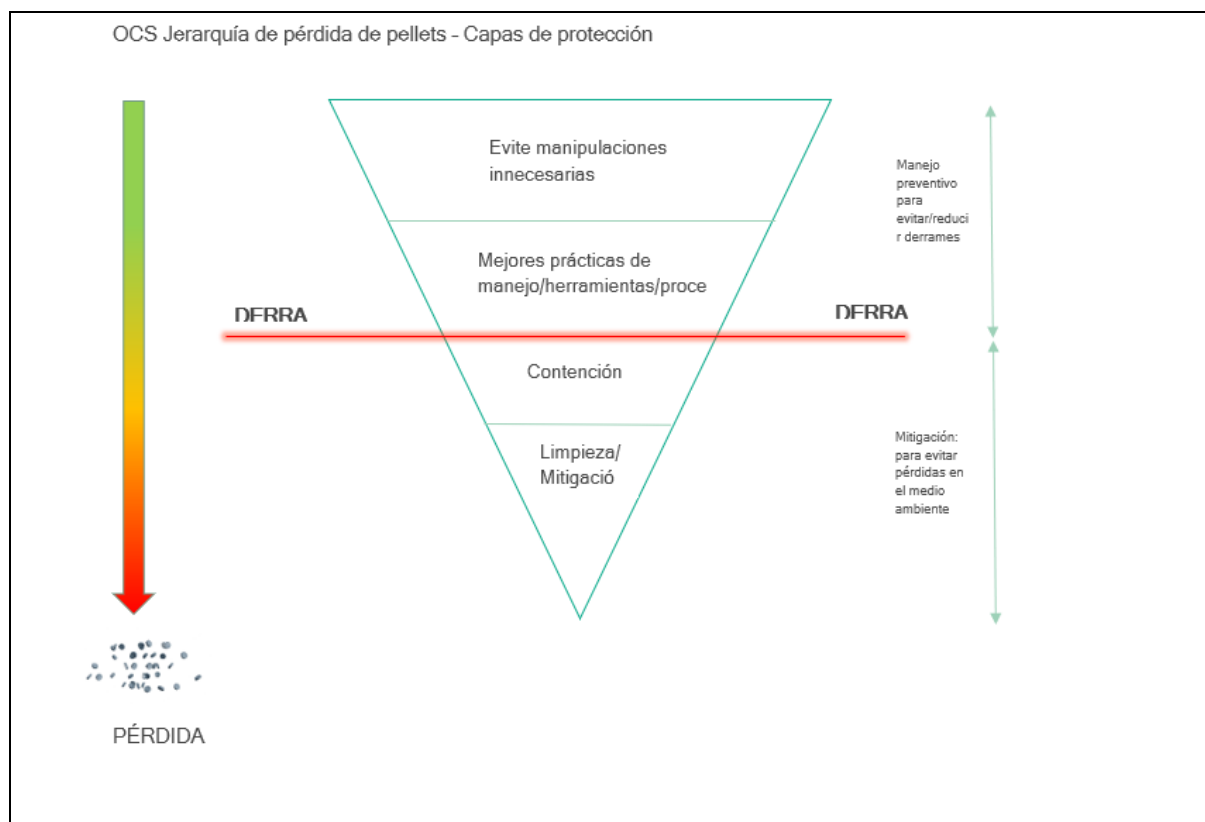 OCS Jerarquía de pérdida de pellets - Capas de protección
Evite manipulaciones
innecesarias
Manejo
preventivo
para
evitar/reduci
r derrames
Mejores prácticas de
manejo/herramientas/proce
DERRA
DERRA
Contención
Limpieza/
Mitigació
Mitigación:
para evitar
pérdidas en
el medio
ambiente
PÉRDIDA